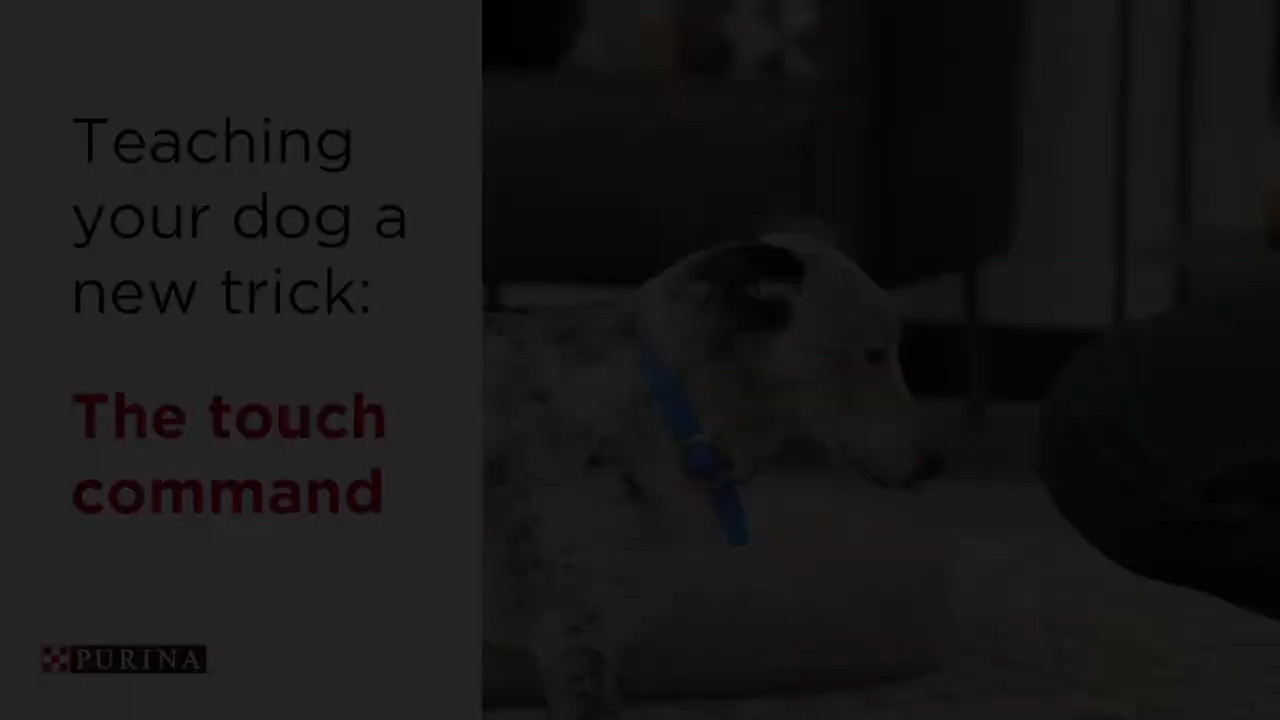 Teaching
your dog a
new trick:
The touch
command
PURINA